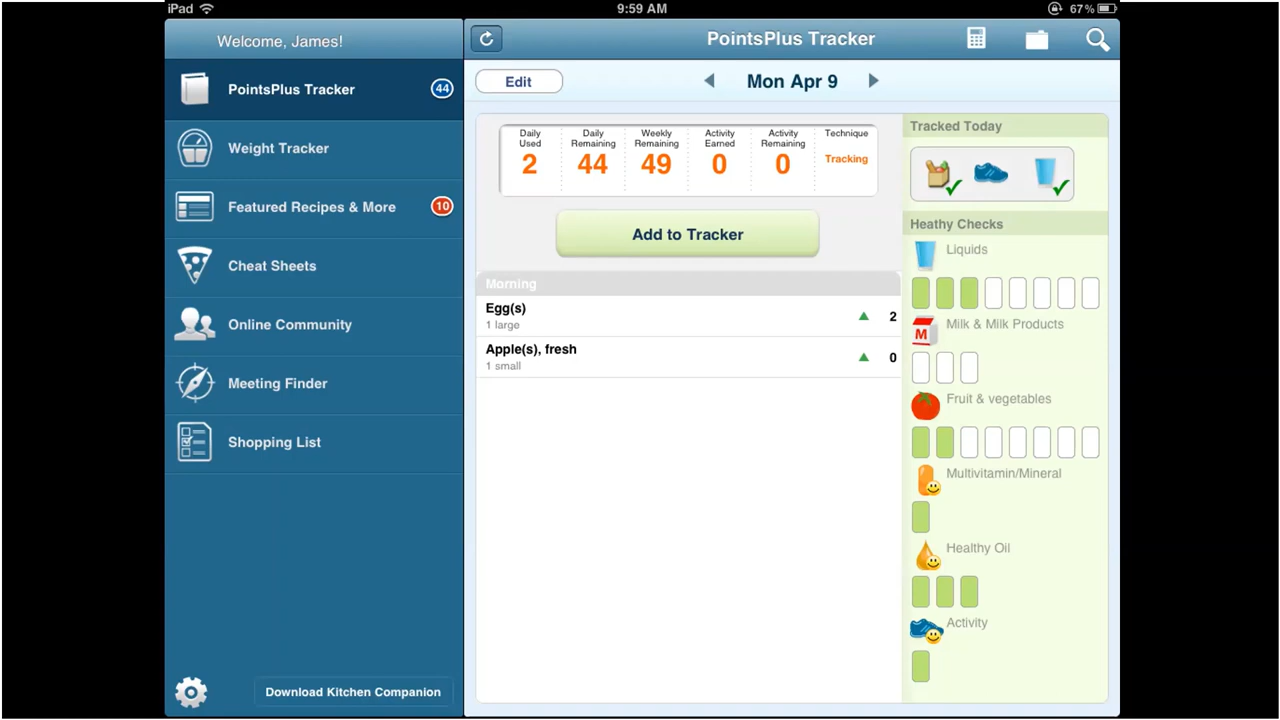 iPad
9:59 AM
67%
Welcome, James!
PointsPlus Tracker
44
Weight Tracker
Featured Recipes & More
10
Cheat Sheets
Online Community
Meeting Finder
Shopping List
Download Kitchen Companion
PointsPlus Tracker
Edit
Mon Apr 9
Daily Used
2
Daily Remaining
44
Weekly Remaining
49
Activity Earned
0
Activity Remaining
0
Technique
Tracking
Add to Tracker
Morning
Egg(s)
1 large
2
Apple(s), fresh
1 small
0
Tracked Today
Heathy Checks
Liquids
M
Milk & Milk Products
Fruit & vegetables
Multivitamin/Mineral
Healthy Oil
Activity